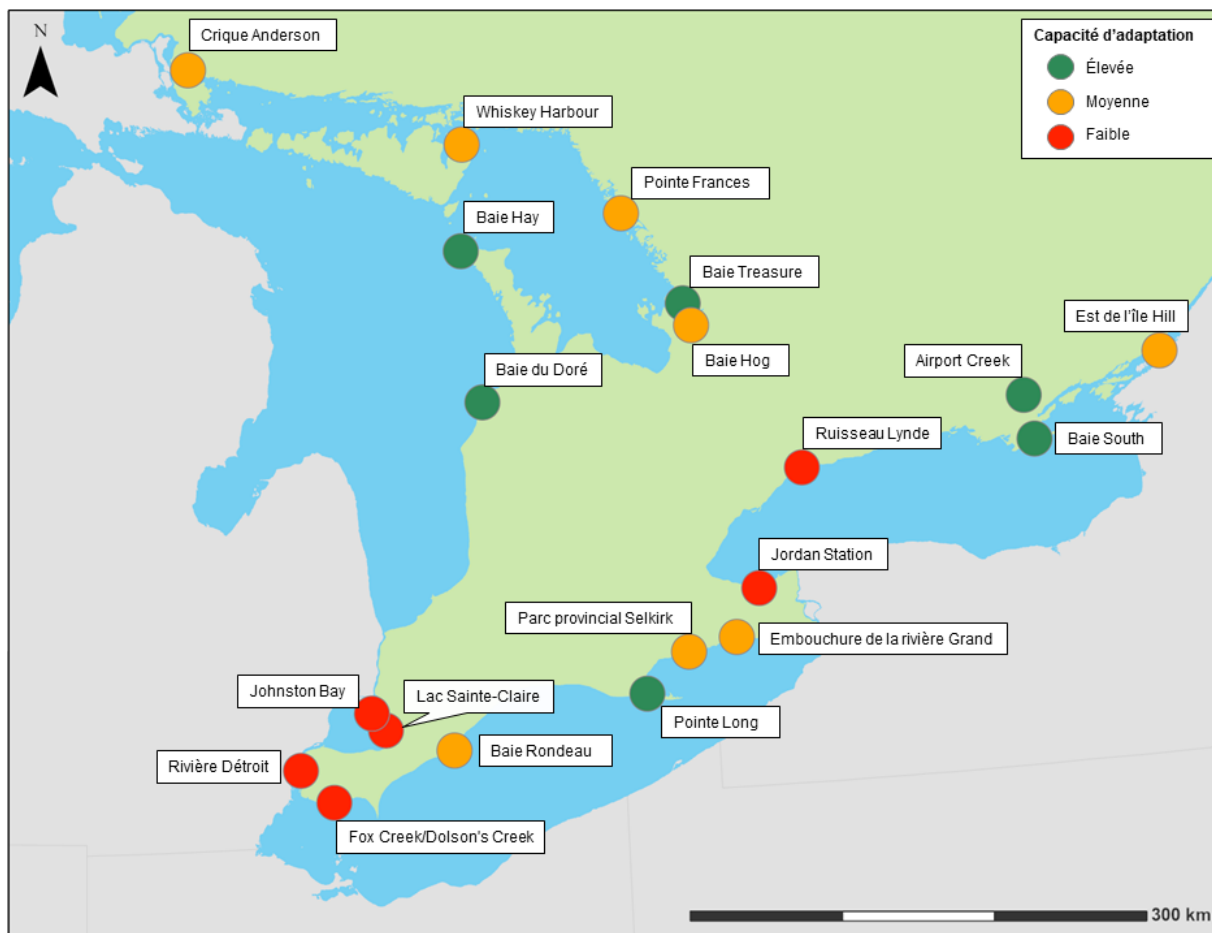 N
Crique Anderson
Capacité d'adaptation
Élevée
Moyenne
Faible
Whiskey Harbour
Pointe Frances
Baie Hay
Baie Treasure
Est de l'île Hill
Baie Hog
Airport Creek
Baie du Doré
Ruisseau Lynde
Baie South
Jordan Station
Parc provincial Selkirk
Embouchure de la rivière Grand
Johnston Bay
Lac Sainte-Claire
Pointe Long
Baie Rondeau
Rivière Détroit
Fox Creek/Dolson's Creek
300 km